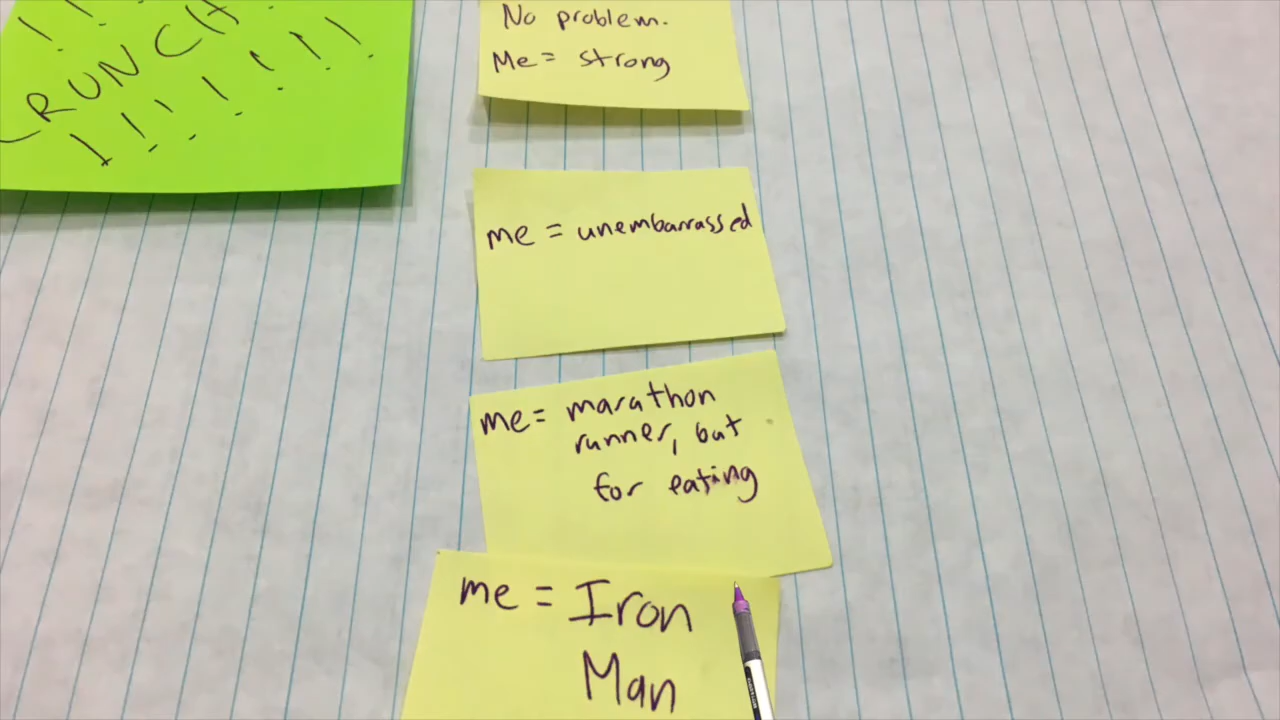 ! ! !
CRUNCH
! ! ! ! ! ! !
No problem.
Me = strong
me = unembarrassed
me = marathon
runner, but
for eating
me = Iron
Man